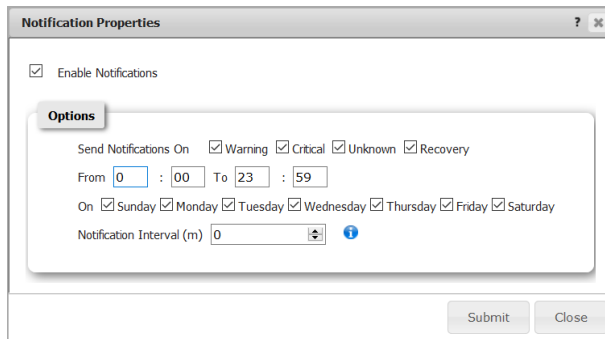 Notification Properties ? x
Enable Notifications
Options
Send Notifications On Warning Critical Unknown Recovery
From 0 : 00 To 23 : 59
On Sunday Monday Tuesday Wednesday Thursday Friday Saturday
Notification Interval (m) 0 i
Submit Close